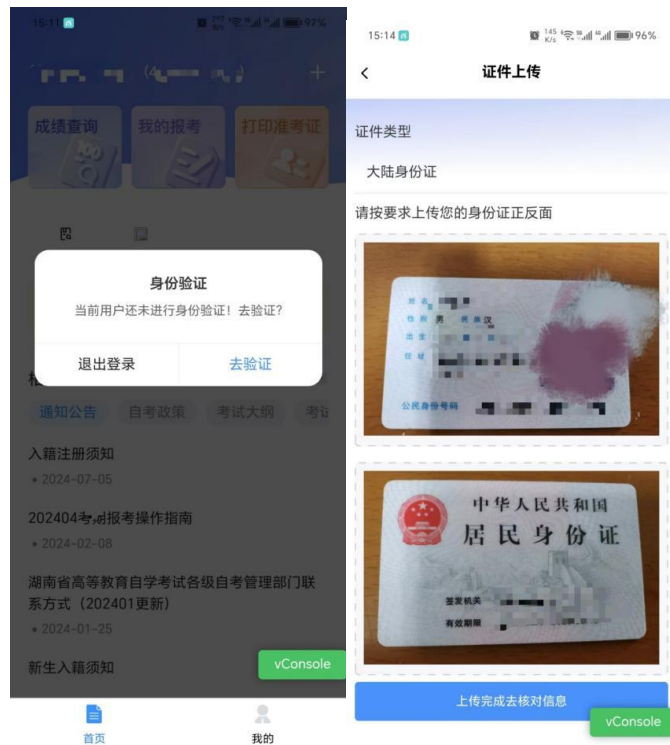 15:11
97%
成绩查询
我的报考
打印准考证
身份验证
当前用户还未进行身份验证！去验证？
退出登录
去验证
通知公告
自考政策
考试大纲
入籍注册须知
• 2024-07-05
报考操作指南
• 2024-02-08
湖南省高等教育自学考试各级自考管理部门联
系方式（202401更新）
• 2024-01-25
新生入籍须知
vConsole
首页
我的
15:14
145
K/s
96%
证件上传
证件类型
大陆身份证
请按要求上传您的身份证正反面
姓名
性别 男 民族 汉
出生
住址
公民身份号码
中华人民共和国
居民身份证
签发机关
有效期限
上传完成去核对信息
vConsole